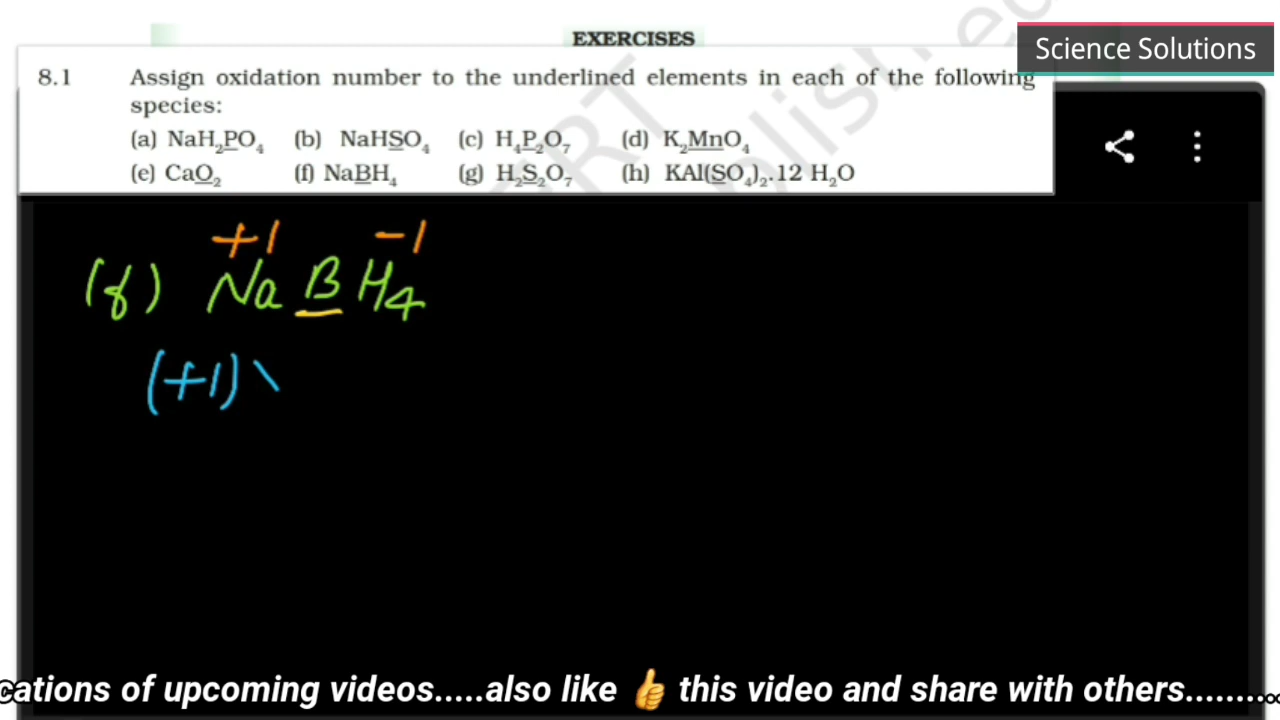 EXERCISES
Science Solutions
8.1 Assign oxidation number to the underlined elements in each of the following
species:
(a) NaH₂PO₄ (b) NaHSO₄ (c) H₄P₂O₇ (d) K₂MnO₄
(e) CaO₂ (f) NaBH₄ (g) H₂S₂O₇ (h) KAl(SO₄)₂.12 H₂O
+1 -1
(f) NaBH₄
(+1) \
cations of upcoming videos.....also like 👍 this video and share with others..........